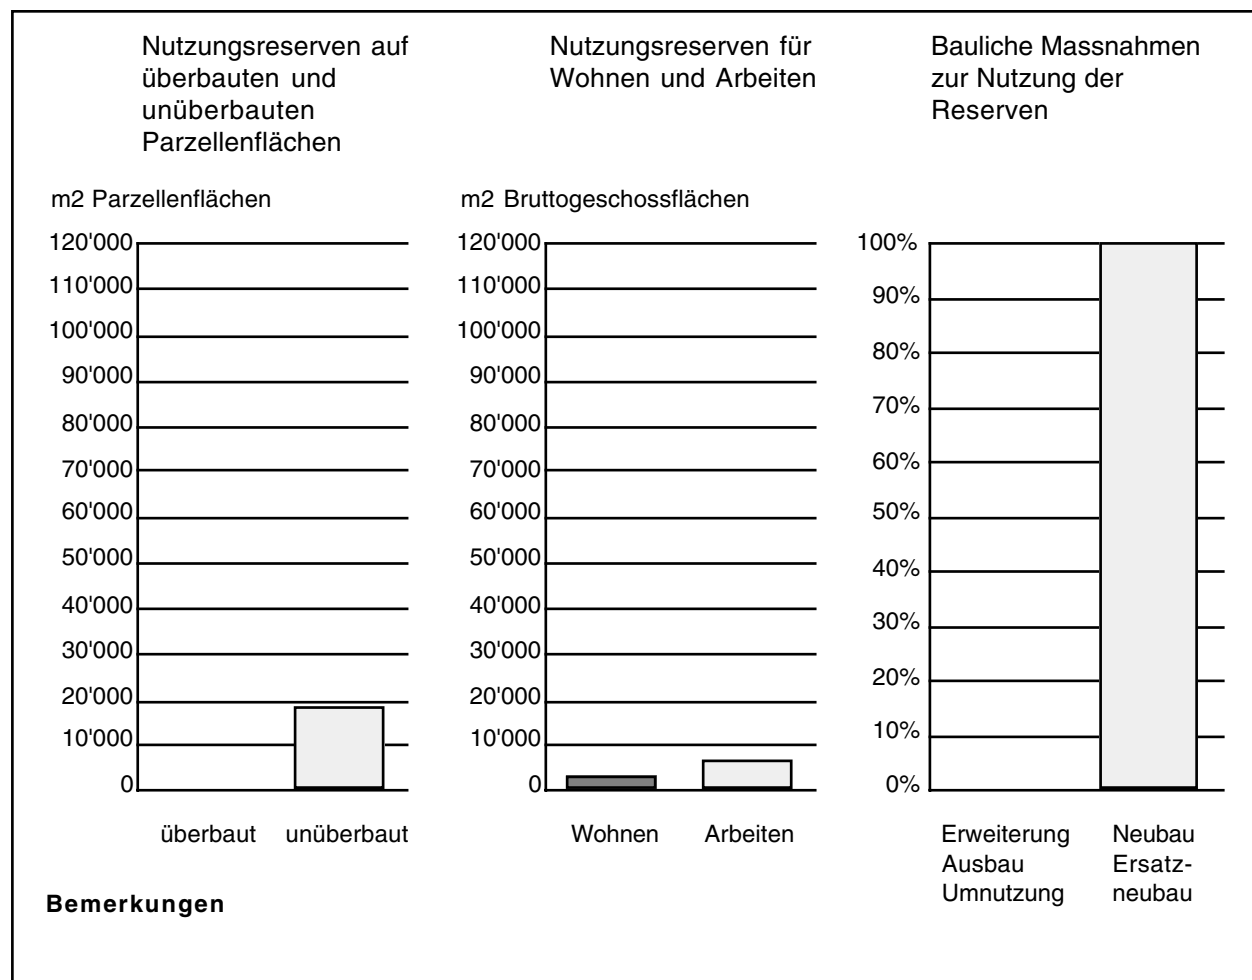 Nutzungsreserven auf
überbauten und
unüberbauten
Parzellenflächen
m2 Parzellenflächen
120'000
110'000
100'000
90'000
80'000
70'000
60'000
50'000
40'000
30'000
20'000
10'000
0
überbaut unüberbaut
Nutzungsreserven für
Wohnen und Arbeiten
m2 Bruttogeschossflächen
120'000
110'000
100'000
90'000
80'000
70'000
60'000
50'000
40'000
30'000
20'000
10'000
0
Wohnen Arbeiten
Bauliche Massnahmen
zur Nutzung der
Reserven
100%
90%
80%
70%
60%
50%
40%
30%
20%
10%
0%
Erweiterung
Ausbau
Umnutzung
Neubau
Ersatz-
neubau
Bemerkungen